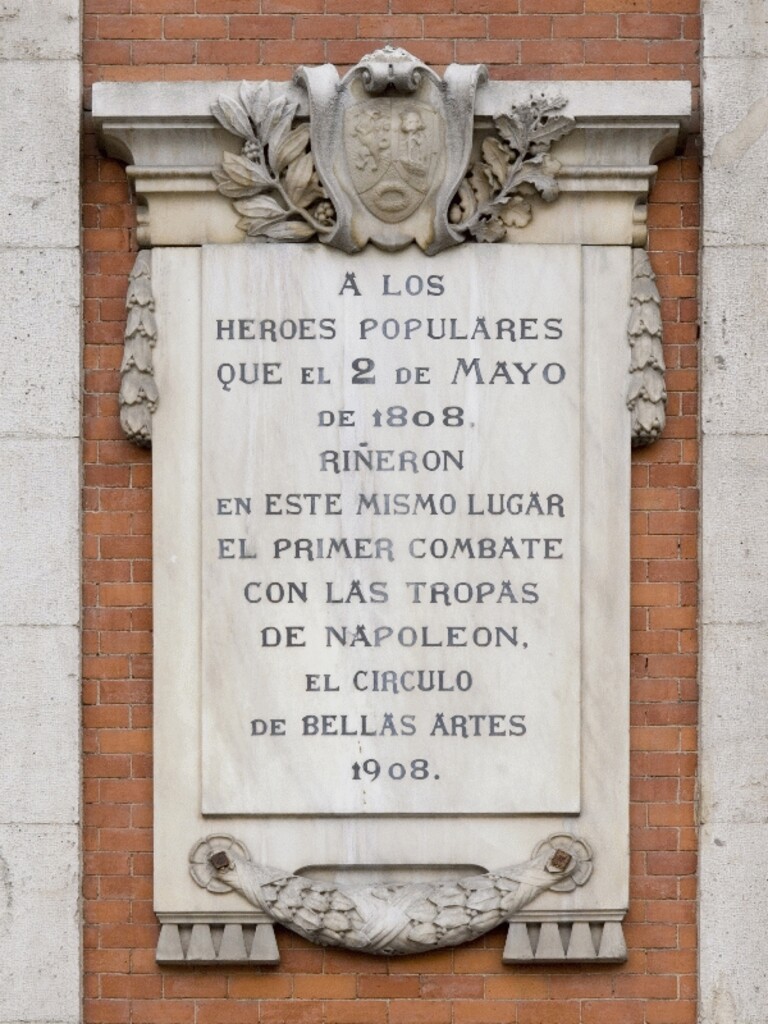 A LOS
HEROES POPULARES
QUE EL 2 DE MAYO
DE 1808,
RIÑERON
EN ESTE MISMO LUGAR
EL PRIMER COMBATE
CON LAS TROPAS
DE NAPOLEON,
EL CIRCULO
DE BELLAS ARTES
1908.